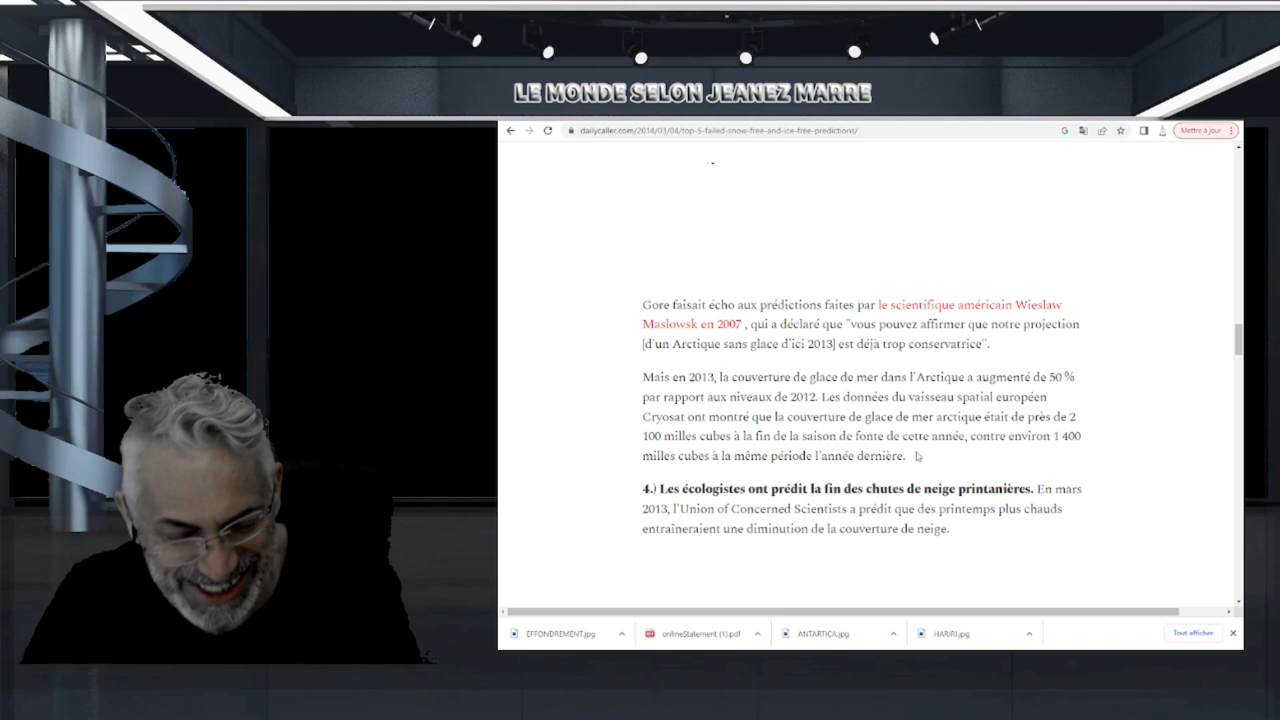 LE MONDE SELON JEANEZ MARRE
dailycaller.com/2014/03/04/top-5-failed-snow-free-and-ice-free-predictions/
Mettre à jour
Gore faisait écho aux prédictions faites par le scientifique américain Wieslaw
Maslowsk en 2007 , qui a déclaré que "vous pouvez affirmer que notre projection
[d'un Arctique sans glace d'ici 2013] est déjà trop conservatrice".
Mais en 2013, la couverture de glace de mer dans l'Arctique a augmenté de 50 %
par rapport aux niveaux de 2012. Les données du vaisseau spatial européen
Cryosat ont montré que la couverture de glace de mer arctique était de près de 2
100 milles cubes à la fin de la saison de fonte de cette année, contre environ 1 400
milles cubes à la même période l'année dernière.
4.) Les écologistes ont prédit la fin des chutes de neige printanières. En mars
2013, l'Union of Concerned Scientists a prédit que des printemps plus chauds
entraîneraient une diminution de la couverture de neige.
EFFONDREMENT.jpg
onlineStatement (1).pdf
ANTARTICA.jpg
HARIRI.jpg
Tout afficher